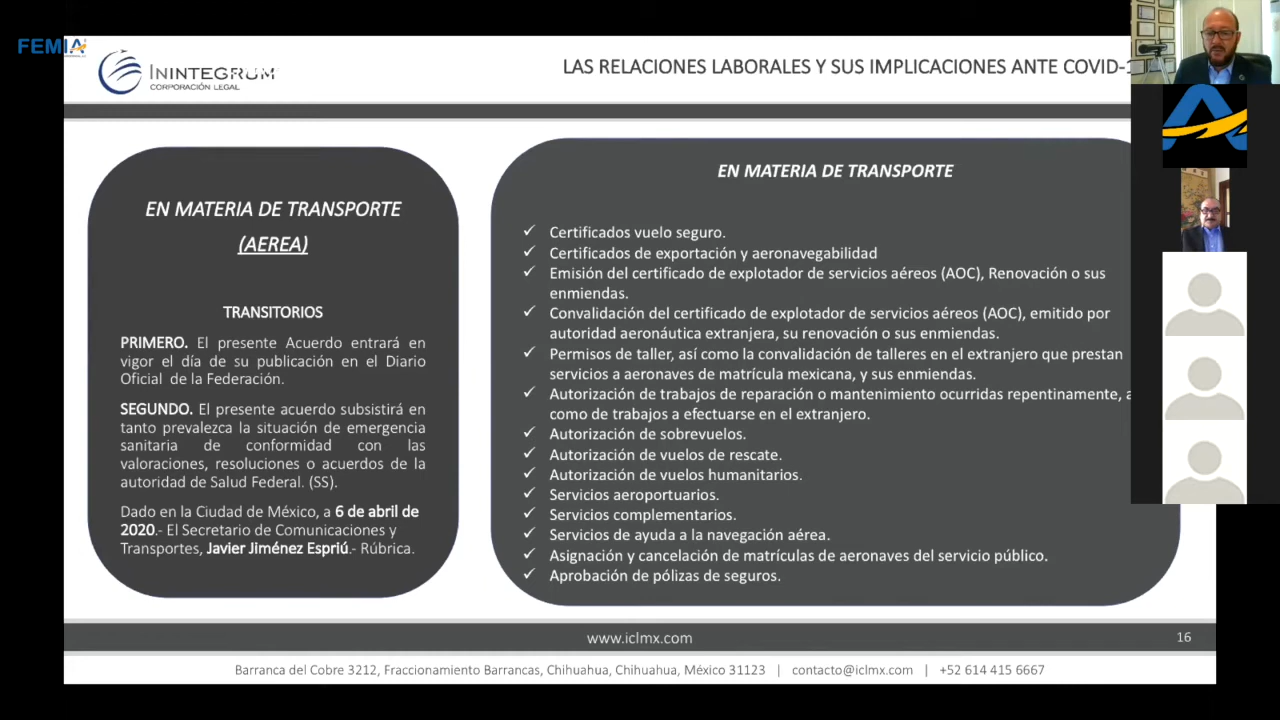 FEMIA
ININTEGRUM
CORPORACIÓN LEGAL
LAS RELACIONES LABORALES Y SUS IMPLICACIONES ANTE COVID-1
EN MATERIA DE TRANSPORTE
(AEREA)
TRANSITORIOS
PRIMERO. El presente Acuerdo entrará en
vigor el día de su publicación en el Diario
Oficial de la Federación.
SEGUNDO. El presente acuerdo subsistirá en
tanto prevalezca la situación de emergencia
sanitaria de conformidad con las
valoraciones, resoluciones o acuerdos de la
autoridad de Salud Federal. (SS).
Dado en la Ciudad de México, a 6 de abril de
2020.- El Secretario de Comunicaciones y
Transportes, Javier Jiménez Espriú.- Rúbrica.
EN MATERIA DE TRANSPORTE
✓ Certificados vuelo seguro.
✓ Certificados de exportación y aeronavegabilidad
✓ Emisión del certificado de explotador de servicios aéreos (AOC), Renovación o sus
enmiendas.
✓ Convalidación del certificado de explotador de servicios aéreos (AOC), emitido por
autoridad aeronáutica extranjera, su renovación o sus enmiendas.
✓ Permisos de taller, así como la convalidación de talleres en el extranjero que prestan
servicios a aeronaves de matrícula mexicana, y sus enmiendas.
✓ Autorización de trabajos de reparación o mantenimiento ocurridas repentinamente, a
como de trabajos a efectuarse en el extranjero.
✓ Autorización de sobrevuelos.
✓ Autorización de vuelos de rescate.
✓ Autorización de vuelos humanitarios.
✓ Servicios aeroportuarios.
✓ Servicios complementarios.
✓ Servicios de ayuda a la navegación aérea.
✓ Asignación y cancelación de matrículas de aeronaves del servicio público.
✓ Aprobación de pólizas de seguros.
www.iclmx.com
16
Barranca del Cobre 3212, Fraccionamiento Barrancas, Chihuahua, Chihuahua, México 31123 | contacto@iclmx.com | +52 614 415 6667